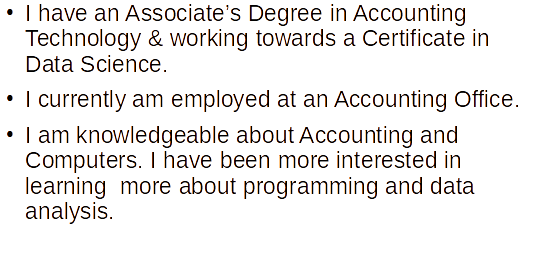 • I have an Associate’s Degree in Accounting
Technology & working towards a Certificate in
Data Science.
• I currently am employed at an Accounting Office.
• I am knowledgeable about Accounting and
Computers. I have been more interested in
learning  more about programming and data
analysis.